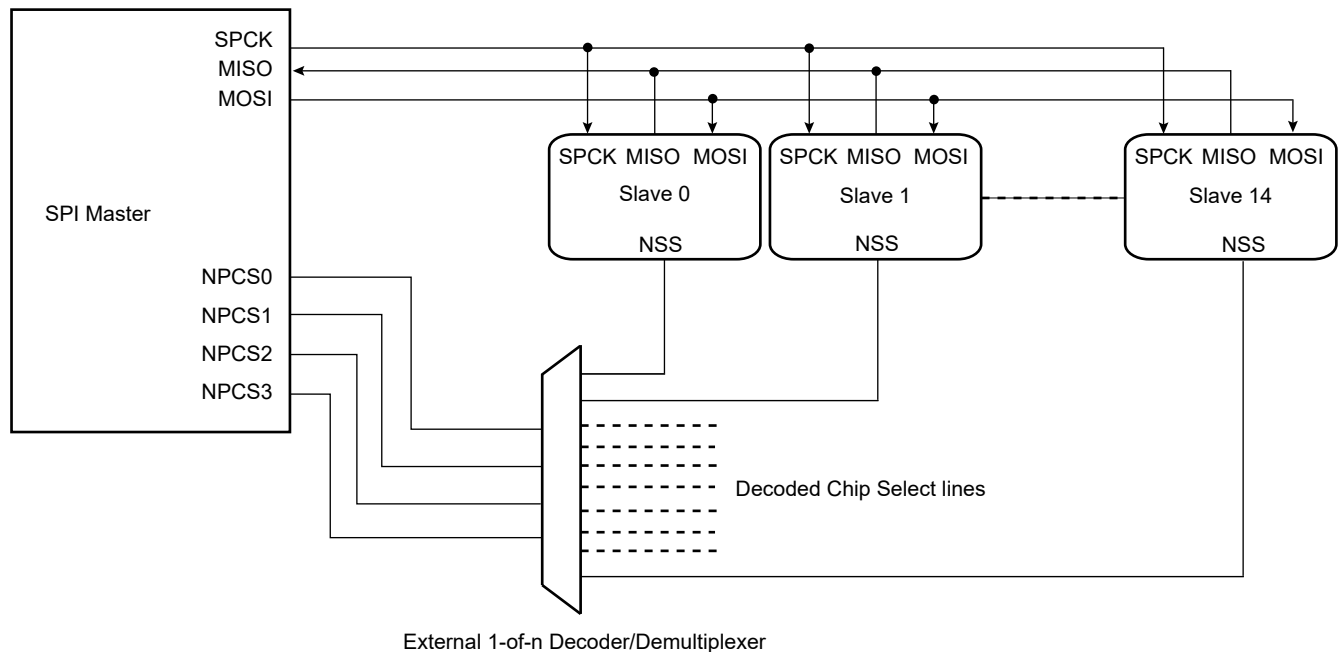 SPCK
MISO
MOSI
SPI Master
NPCS0
NPCS1
NPCS2
NPCS3
SPCK MISO MOSI
Slave 0
NSS
SPCK MISO MOSI
Slave 1
NSS
SPCK MISO MOSI
Slave 14
NSS
Decoded Chip Select lines
External 1-of-n Decoder/Demultiplexer